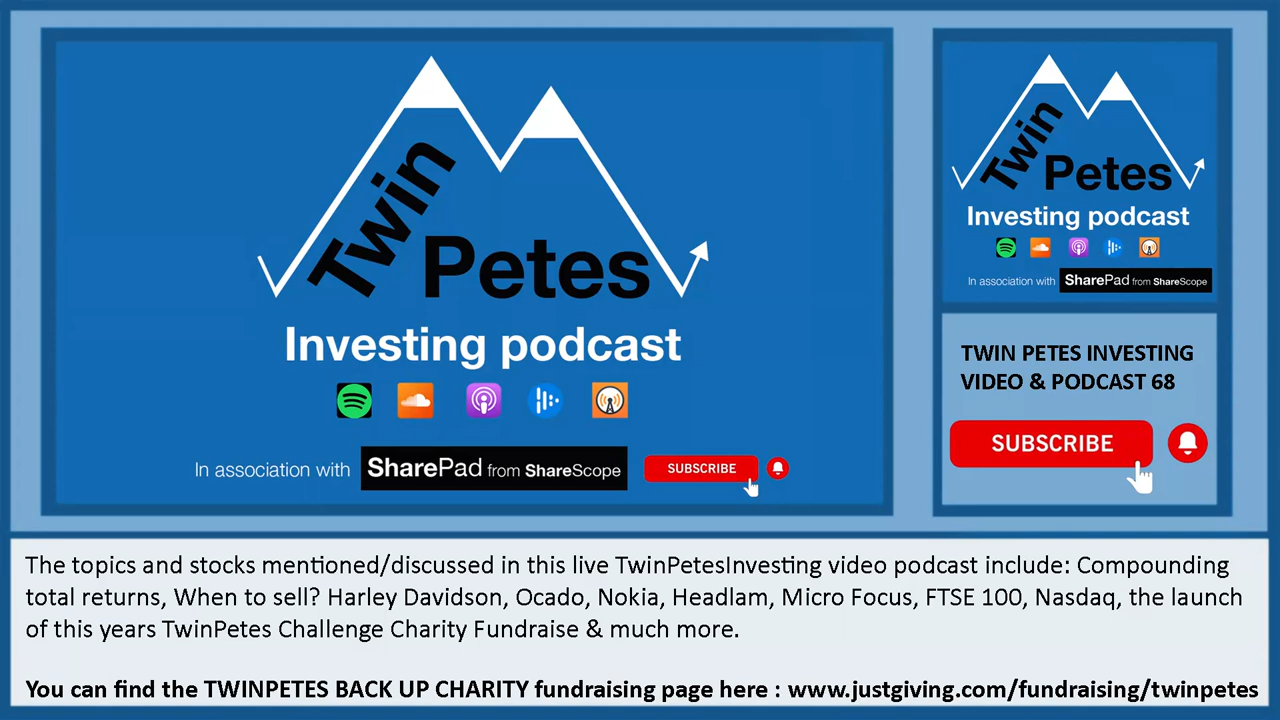 Twin
Petes
Investing podcast
In association with SharePad from ShareScope
SUBSCRIBE
Twin
Petes
Investing podcast
In association with SharePad from ShareScope
TWIN PETES INVESTING
VIDEO & PODCAST 68
SUBSCRIBE
The topics and stocks mentioned/discussed in this live TwinPetesInvesting video podcast include: Compounding
total returns, When to sell? Harley Davidson, Ocado, Nokia, Headlam, Micro Focus, FTSE 100, Nasdaq, the launch
of this years TwinPetes Challenge Charity Fundraise & much more.
You can find the TWINPETES BACK UP CHARITY fundraising page here : www.justgiving.com/fundraising/twinpetes